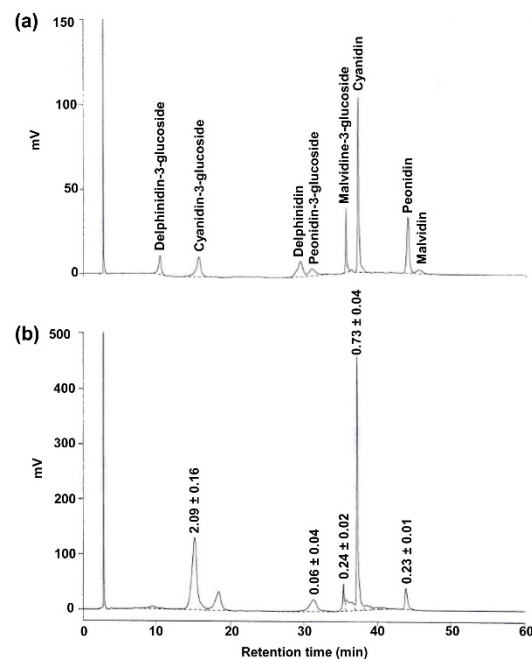 (a)
150
100
50
0
mV
Delphinidin-3-glucoside
Cyanidin-3-glucoside
Delphinidin
Peonidin-3-glucoside
Malvidine-3-glucoside
Cyanidin
Peonidin
Malvidin
(b)
500
400
300
200
100
0
mV
2.09 ± 0.16
0.06 ± 0.04
0.24 ± 0.02
0.73 ± 0.04
0.23 ± 0.01
0 10 20 30 40 50 60
Retention time (min)